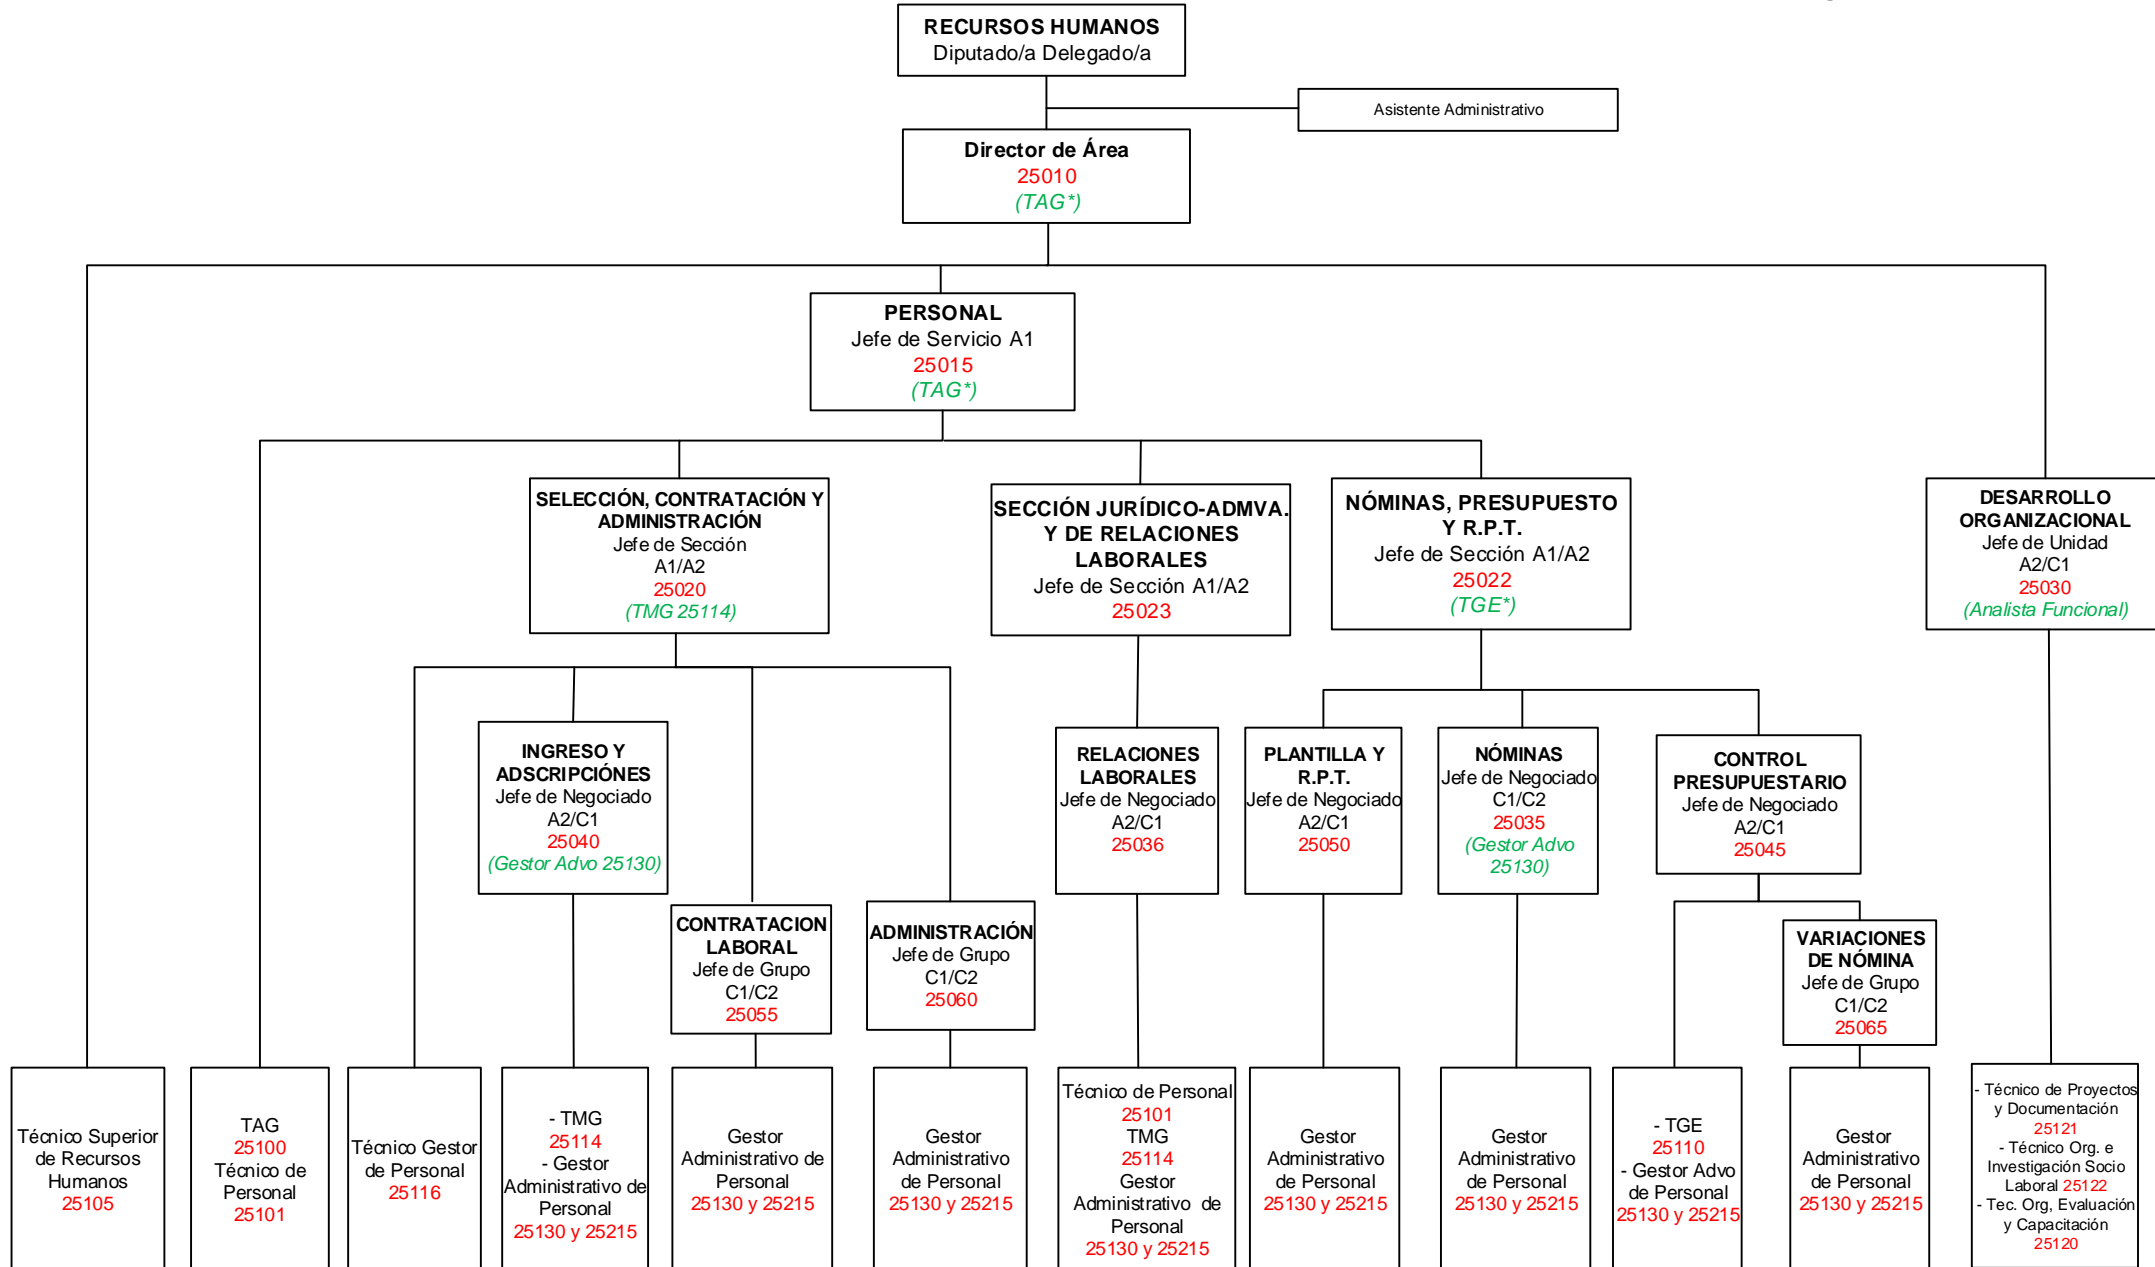 RECURSOS HUMANOS
Diputado/a Delegado/a
Asistente Administrativo
Director de Área
25010
(TAG*)
PERSONAL
Jefe de Servicio A1
25015
(TAG*)
SELECCIÓN, CONTRATACIÓN Y
ADMINISTRACIÓN
Jefe de Sección
A1/A2
25020
(TMG 25114)
SECCIÓN JURÍDICO-ADMVA.
Y DE RELACIONES
LABORALES
Jefe de Sección A1/A2
25023
NÓMINAS, PRESUPUESTO
Y R.P.T.
Jefe de Sección A1/A2
25022
(TGE*)
DESARROLLO
ORGANIZACIONAL
Jefe de Unidad
A2/C1
25030
(Analista Funcional)
INGRESO Y
ADSCRIPCIÓNES
Jefe de Negociado
A2/C1
25040
(Gestor Advo 25130)
CONTRATACION
LABORAL
Jefe de Grupo
C1/C2
25055
ADMINISTRACIÓN
Jefe de Grupo
C1/C2
25060
RELACIONES
LABORALES
Jefe de Negociado
A2/C1
25036
PLANTILLA Y
R.P.T.
Jefe de Negociado
A2/C1
25050
NÓMINAS
Jefe de Negociado
C1/C2
25035
(Gestor Advo
25130)
CONTROL
PRESUPUESTARIO
Jefe de Negociado
A2/C1
25045
VARIACIONES
DE NÓMINA
Jefe de Grupo
C1/C2
25065
Técnico Superior
de Recursos
Humanos
25105
TAG
25100
Técnico de
Personal
25101
Técnico Gestor
de Personal
25116
- TMG
25114
- Gestor
Administrativo de
Personal
25130 y 25215
Gestor
Administrativo de
Personal
25130 y 25215
Gestor
Administrativo
de Personal
25130 y 25215
Técnico de Personal
25101
TMG
25114
Gestor
Administrativo de
Personal
25130 y 25215
Gestor
Administrativo
de Personal
25130 y 25215
Gestor
Administrativo
de Personal
25130 y 25215
- TGE
25110
- Gestor Advo
de Personal
25130 y 25215
Gestor
Administrativo
de Personal
25130 y 25215
- Técnico de Proyectos
y Documentación
25121
- Técnico Org. e
Investigación Socio
Laboral 25122
- Tec. Org, Evaluación
y Capacitación
25120